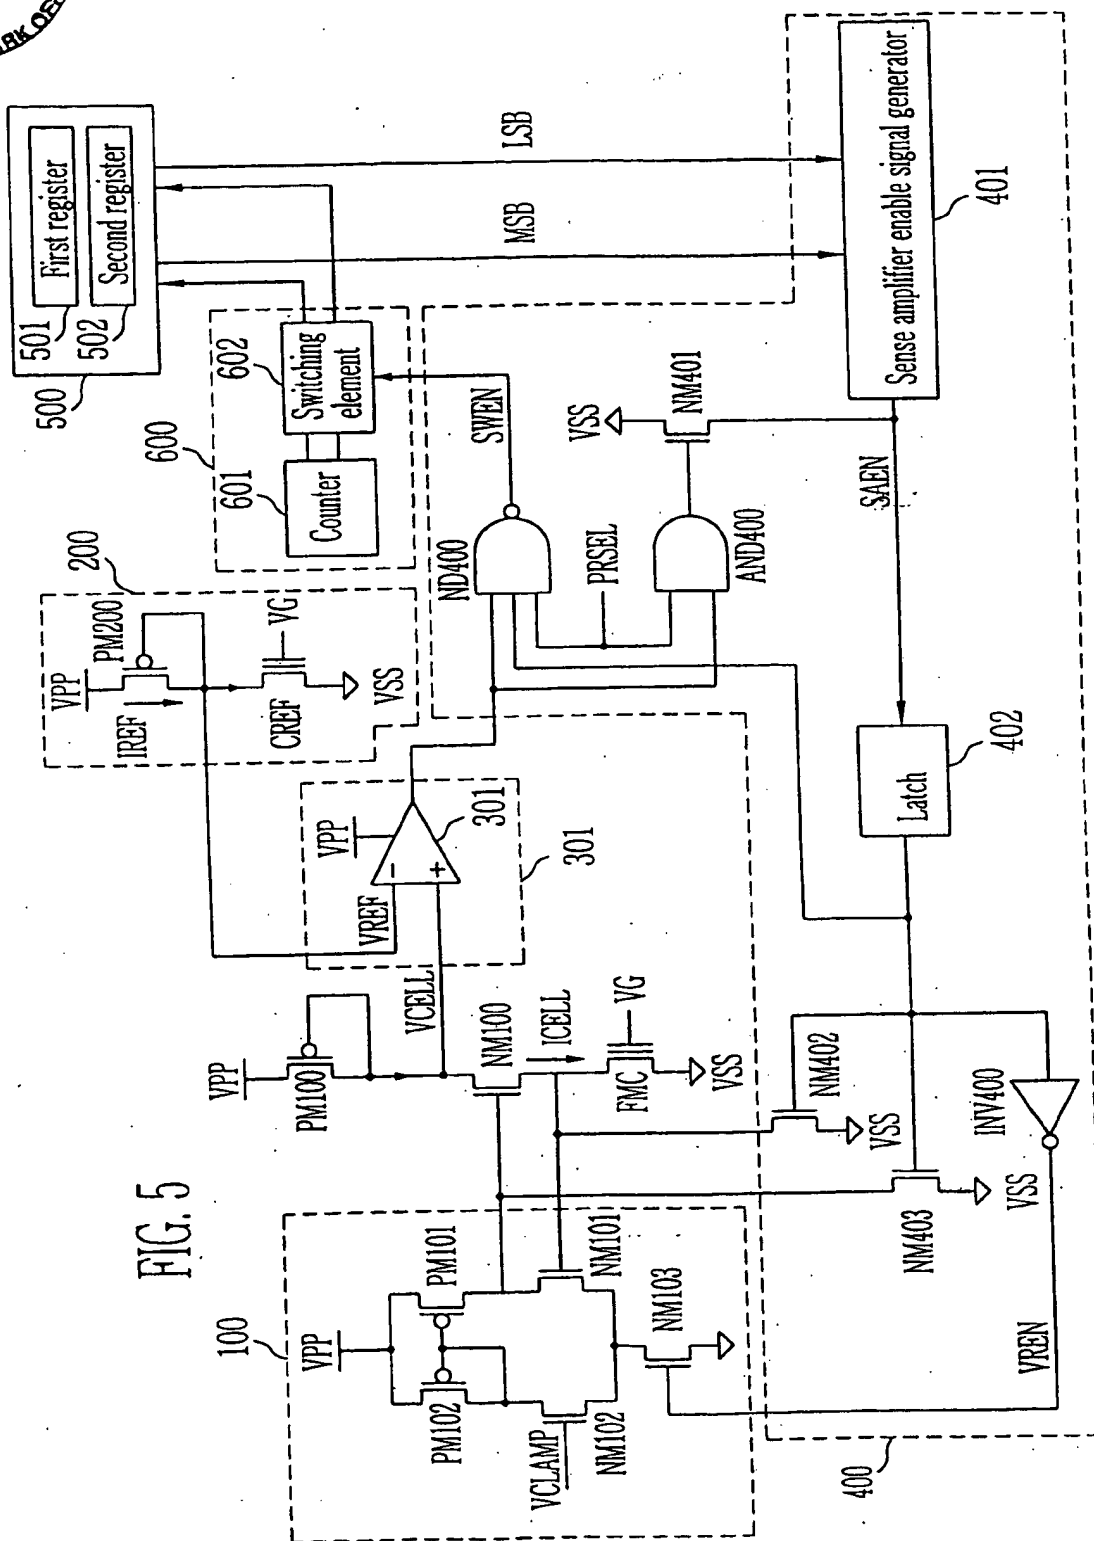 FIG. 5
100
VPP
PM102
PM101
VCLAMP
NM102
NM101
NM103
VPP
PM100
VCELL
NM100
ICELL
VG
FMC
VSS
VREF
VPP
301
301
200
VPP
PM200
IREF
VG
CREF
VSS
600
601
Counter
602
Switching
element
500
501
First register
502
Second register
MSB
LSB
SWEN
ND400
PRSEL
AND400
VSS
NM401
SAEN
Sense amplifier enable signal generator
401
Latch
402
NM402
VSS
NM403
VSS
INV400
VREN
400